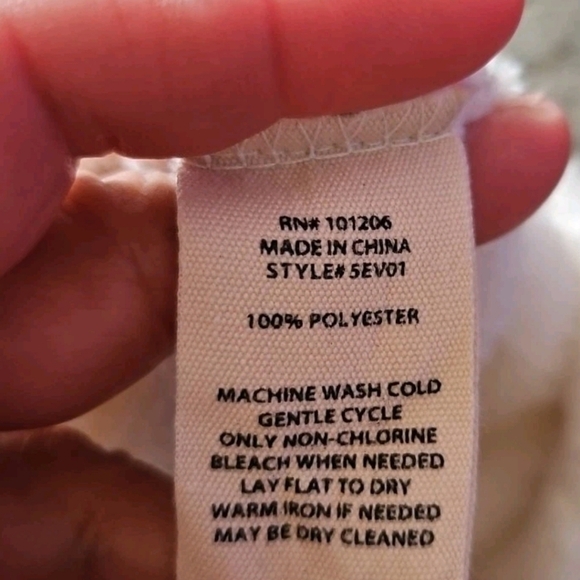 RN# 101206
MADE IN CHINA
STYLE# 5EV01
100% POLYESTER
MACHINE WASH COLD
GENTLE CYCLE
ONLY NON-CHLORINE
BLEACH WHEN NEEDED
LAY FLAT TO DRY
WARM IRON IF NEEDED
MAY BE DRY CLEANED